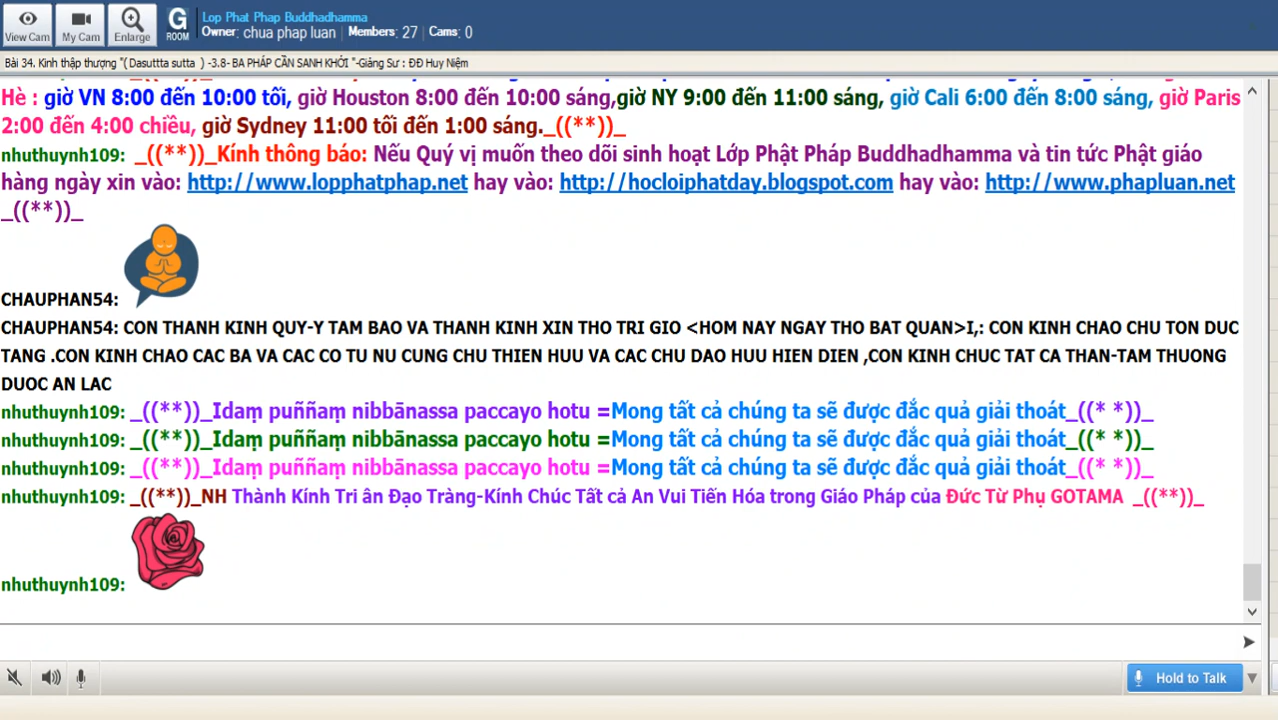 Lop Phat Phap Buddhadhamma
Owner: chua phap luan | Members: 27 | Cams: 0
View Cam
My Cam
Enlarge
G
ROOM
Bài 34. Kinh thập thượng "( Dasuttta sutta ) -3.8- BA PHÁP CẦN SANH KHỞI "-Giảng Sư : ĐĐ Huy Niệm
Hè : giờ VN 8:00 đến 10:00 tối, giờ Houston 8:00 đến 10:00 sáng,giờ NY 9:00 đến 11:00 sáng, giờ Cali 6:00 đến 8:00 sáng, giờ Paris
2:00 đến 4:00 chiều, giờ Sydney 11:00 tối đến 1:00 sáng._((**))_
nhuthuynh109: _((**))_Kính thông báo: Nếu Quý vị muốn theo dõi sinh hoạt Lớp Phật Pháp Buddhadhamma và tin tức Phật giáo
hàng ngày xin vào: http://www.lopphatphap.net hay vào: http://hocloiphatday.blogspot.com hay vào: http://www.phapluan.net
_((**))_
CHAUPHAN54:
CHAUPHAN54: CON THANH KINH QUY-Y TAM BAO VA THANH KINH XIN THO TRI GIO <HOM NAY NGAY THO BAT QUAN>I,: CON KINH CHAO CHU TON DUC
TANG .CON KINH CHAO CAC BA VA CAC CO TU NU CUNG CHU THIEN HUU VA CAC CHU DAO HUU HIEN DIEN ,CON KINH CHUC TAT CA THAN-TAM THUONG
DUOC AN LAC
nhuthuynh109: _((**))_Idaṃ puññaṃ nibbānassa paccayo hotu =Mong tất cả chúng ta sẽ được đắc quả giải thoát_((* *))_
nhuthuynh109: _((**))_Idaṃ puññaṃ nibbānassa paccayo hotu =Mong tất cả chúng ta sẽ được đắc quả giải thoát_((* *))_
nhuthuynh109: _((**))_Idaṃ puññaṃ nibbānassa paccayo hotu =Mong tất cả chúng ta sẽ được đắc quả giải thoát_((* *))_
nhuthuynh109: _((**))_NH Thành Kính Tri ân Đạo Tràng-Kính Chúc Tất cả An Vui Tiến Hóa trong Giáo Pháp của Đức Từ Phụ GOTAMA _((**))_
nhuthuynh109:
Hold to Talk